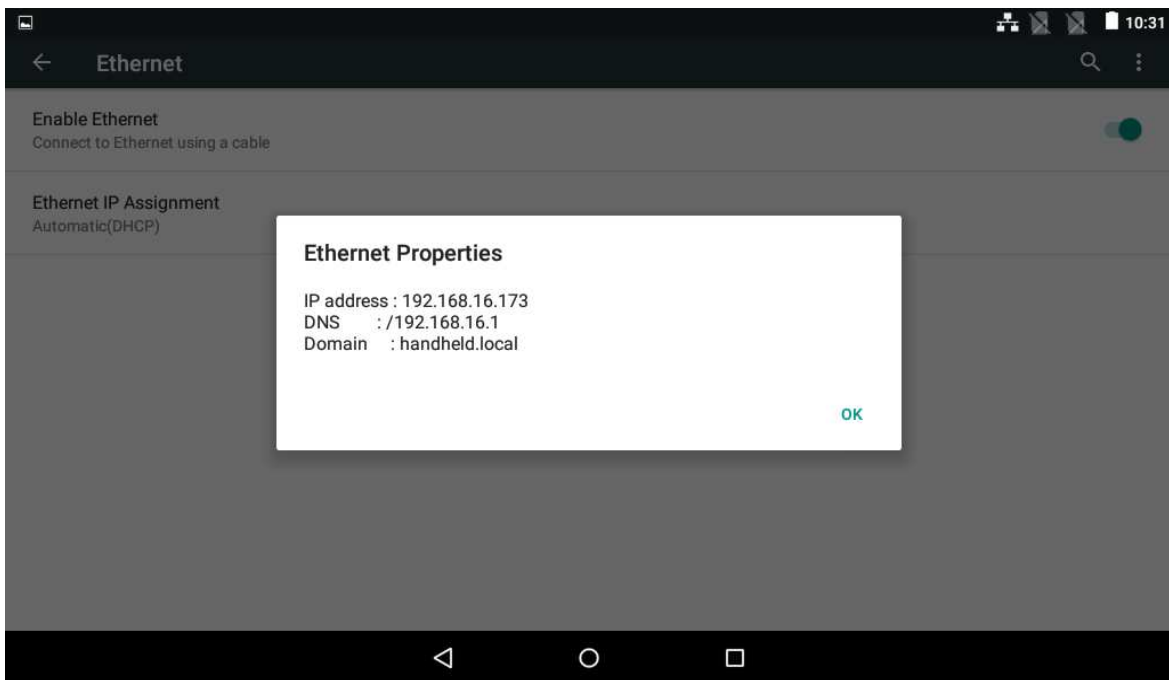 10:31
Ethernet
Enable Ethernet
Connect to Ethernet using a cable
Ethernet IP Assignment
Automatic(DHCP)
Ethernet Properties
IP address : 192.168.16.173
DNS : /192.168.16.1
Domain : handheld.local
OK